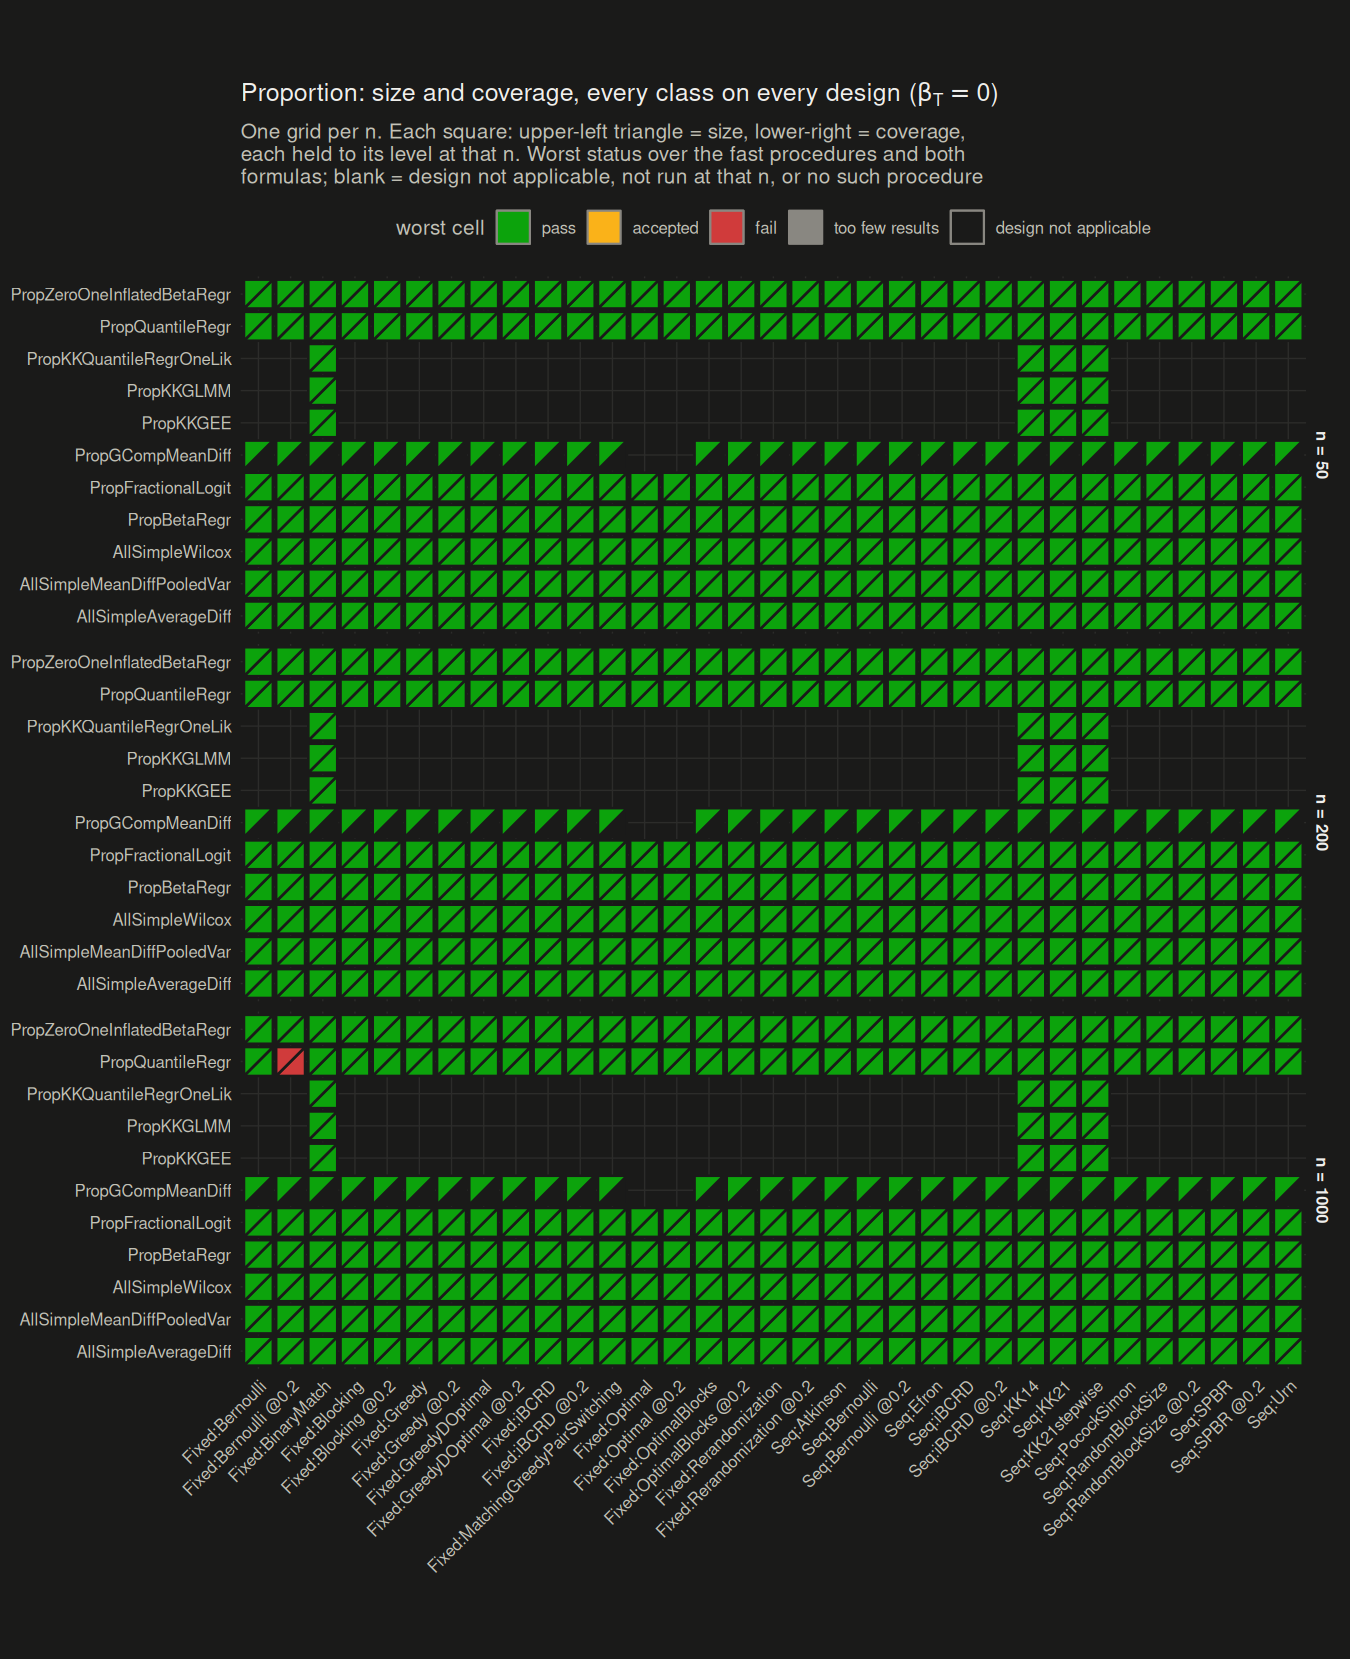 Proportion: size and coverage, every class on every design (βT = 0)
One grid per n. Each square: upper-left triangle = size, lower-right = coverage,
each held to its level at that n. Worst status over the fast procedures and both
formulas; blank = design not applicable, not run at that n, or no such procedure
worst cell pass accepted fail too few results design not applicable
PropZeroOneInflatedBetaRegr
PropQuantileRegr
PropKKQuantileRegrOneLik
PropKKGLMM
PropKKGEE
PropGCompMeanDiff
PropFractionalLogit
PropBetaRegr
AllSimpleWilcox
AllSimpleMeanDiffPooledVar
AllSimpleAverageDiff
n = 50
PropZeroOneInflatedBetaRegr
PropQuantileRegr
PropKKQuantileRegrOneLik
PropKKGLMM
PropKKGEE
PropGCompMeanDiff
PropFractionalLogit
PropBetaRegr
AllSimpleWilcox
AllSimpleMeanDiffPooledVar
AllSimpleAverageDiff
n = 200
PropZeroOneInflatedBetaRegr
PropQuantileRegr
PropKKQuantileRegrOneLik
PropKKGLMM
PropKKGEE
PropGCompMeanDiff
PropFractionalLogit
PropBetaRegr
AllSimpleWilcox
AllSimpleMeanDiffPooledVar
AllSimpleAverageDiff
n = 1000
Fixed:Bernoulli
Fixed:Bernoulli @0.2
Fixed:BinaryMatch
Fixed:Blocking
Fixed:Blocking @0.2
Fixed:Greedy
Fixed:Greedy @0.2
Fixed:GreedyDOptimal
Fixed:GreedyDOptimal @0.2
Fixed:iBCRD
Fixed:iBCRD @0.2
Fixed:MatchingGreedyPairSwitching
Fixed:Optimal
Fixed:Optimal @0.2
Fixed:OptimalBlocks
Fixed:OptimalBlocks @0.2
Fixed:Rerandomization
Fixed:Rerandomization @0.2
Seq:Atkinson
Seq:Bernoulli
Seq:Bernoulli @0.2
Seq:Efron
Seq:iBCRD
Seq:iBCRD @0.2
Seq:KK14
Seq:KK21
Seq:KK21stepwise
Seq:PocockSimon
Seq:RandomBlockSize
Seq:RandomBlockSize @0.2
Seq:SPBR
Seq:SPBR @0.2
Seq:Urn